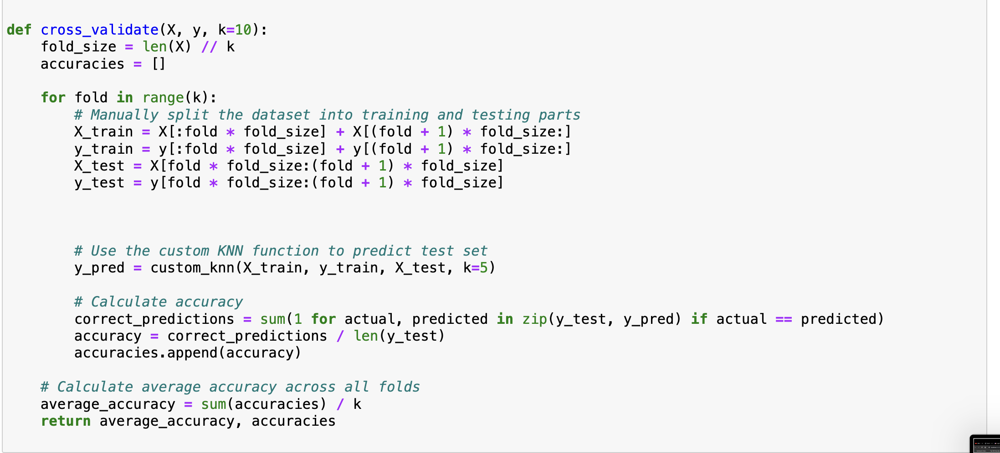 def cross_validate(X, y, k=10):
    fold_size = len(X) // k
    accuracies = []
    for fold in range(k):
        # Manually split the dataset into training and testing parts
        X_train = X[:fold * fold_size] + X[(fold + 1) * fold_size:]
        y_train = y[:fold * fold_size] + y[(fold + 1) * fold_size:]
        X_test = X[fold * fold_size:(fold + 1) * fold_size]
        y_test = y[fold * fold_size:(fold + 1) * fold_size]
        # Use the custom KNN function to predict test set
        y_pred = custom_knn(X_train, y_train, X_test, k=5)
        # Calculate accuracy
        correct_predictions = sum(1 for actual, predicted in zip(y_test, y_pred) if actual == predicted)
        accuracy = correct_predictions / len(y_test)
        accuracies.append(accuracy)
    # Calculate average accuracy across all folds
    average_accuracy = sum(accuracies) / k
    return average_accuracy, accuracies